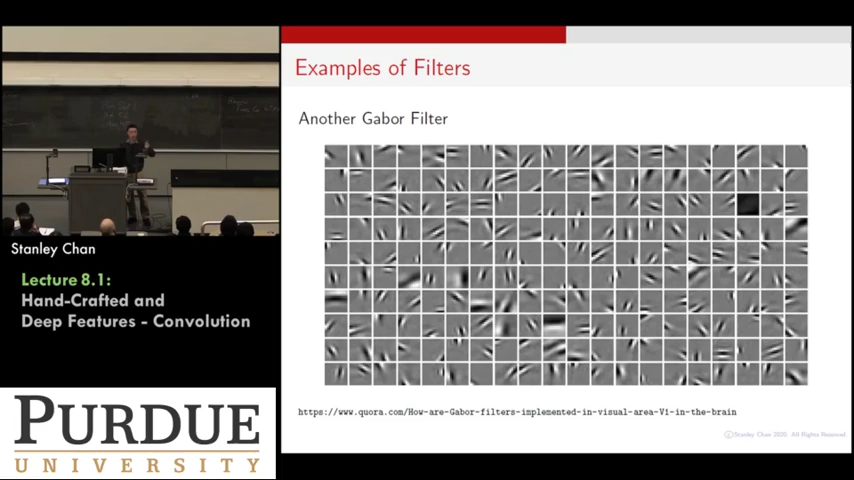 Examples of Filters
Another Gabor Filter
https://www.quora.com/How-are-Gabor-filters-implemented-in-visual-area-V1-in-the-brain
©Stanley Chan 2020. All Rights Reserved.
Stanley Chan
Lecture 8.1:
Hand-Crafted and
Deep Features - Convolution
PURDUE
UNIVERSITY